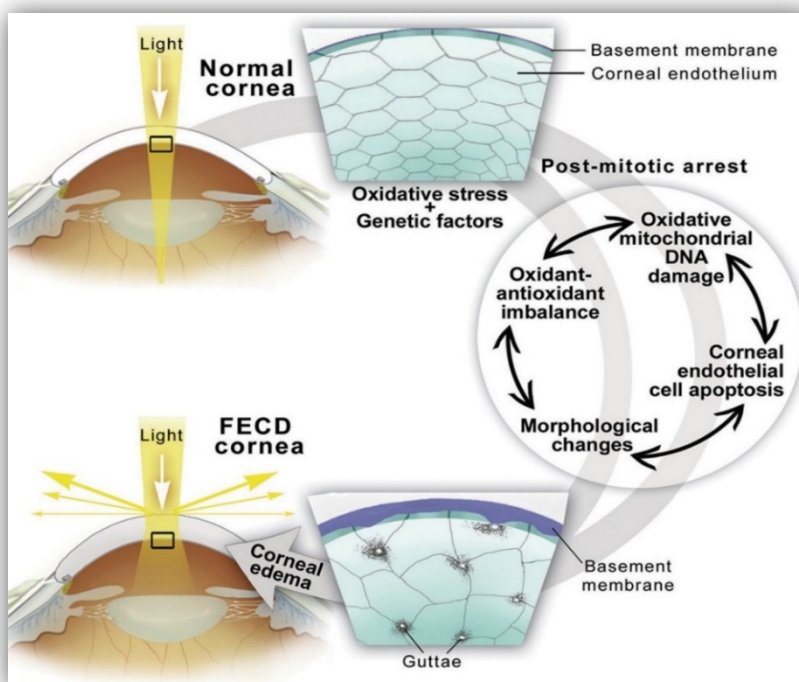 Light
Normal
cornea
Basement membrane
Corneal endothelium
Oxidative stress
+
Genetic factors
Post-mitotic arrest
Oxidative
mitochondrial
DNA
damage
Oxidant-
antioxidant
imbalance
Corneal
endothelial
cell apoptosis
Morphological
changes
Light
FECD
cornea
Corneal
edema
Basement
membrane
Guttae